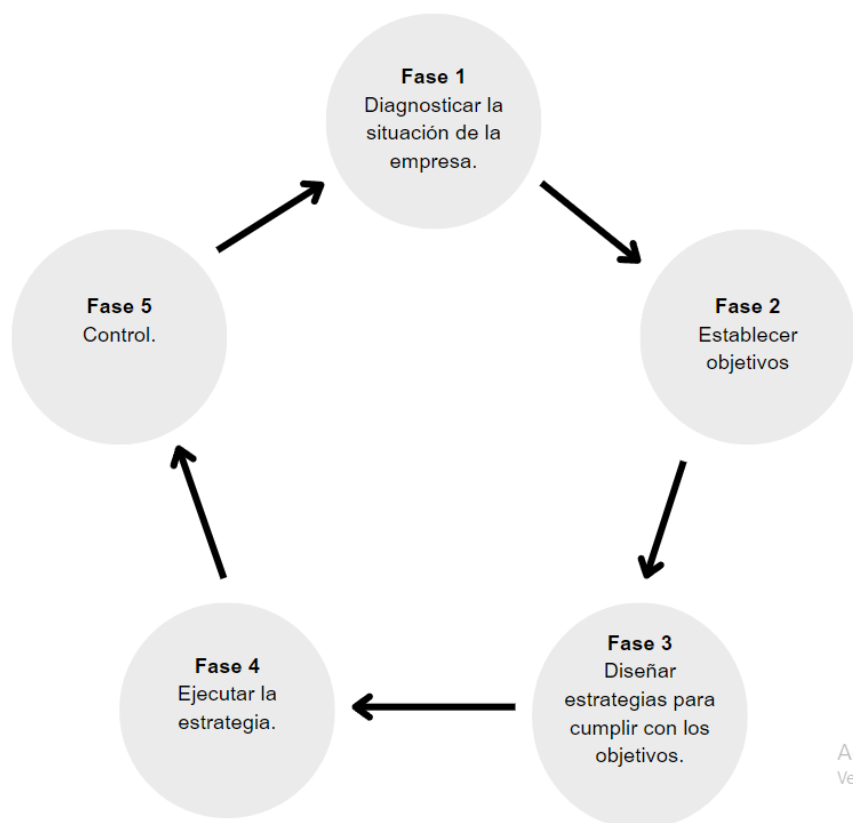 Fase 1
Diagnosticar la
situación de la
empresa.
Fase 2
Establecer
objetivos
Fase 3
Diseñar
estrategias para
cumplir con los
objetivos.
Fase 4
Ejecutar la
estrategia.
Fase 5
Control.
A
Ve